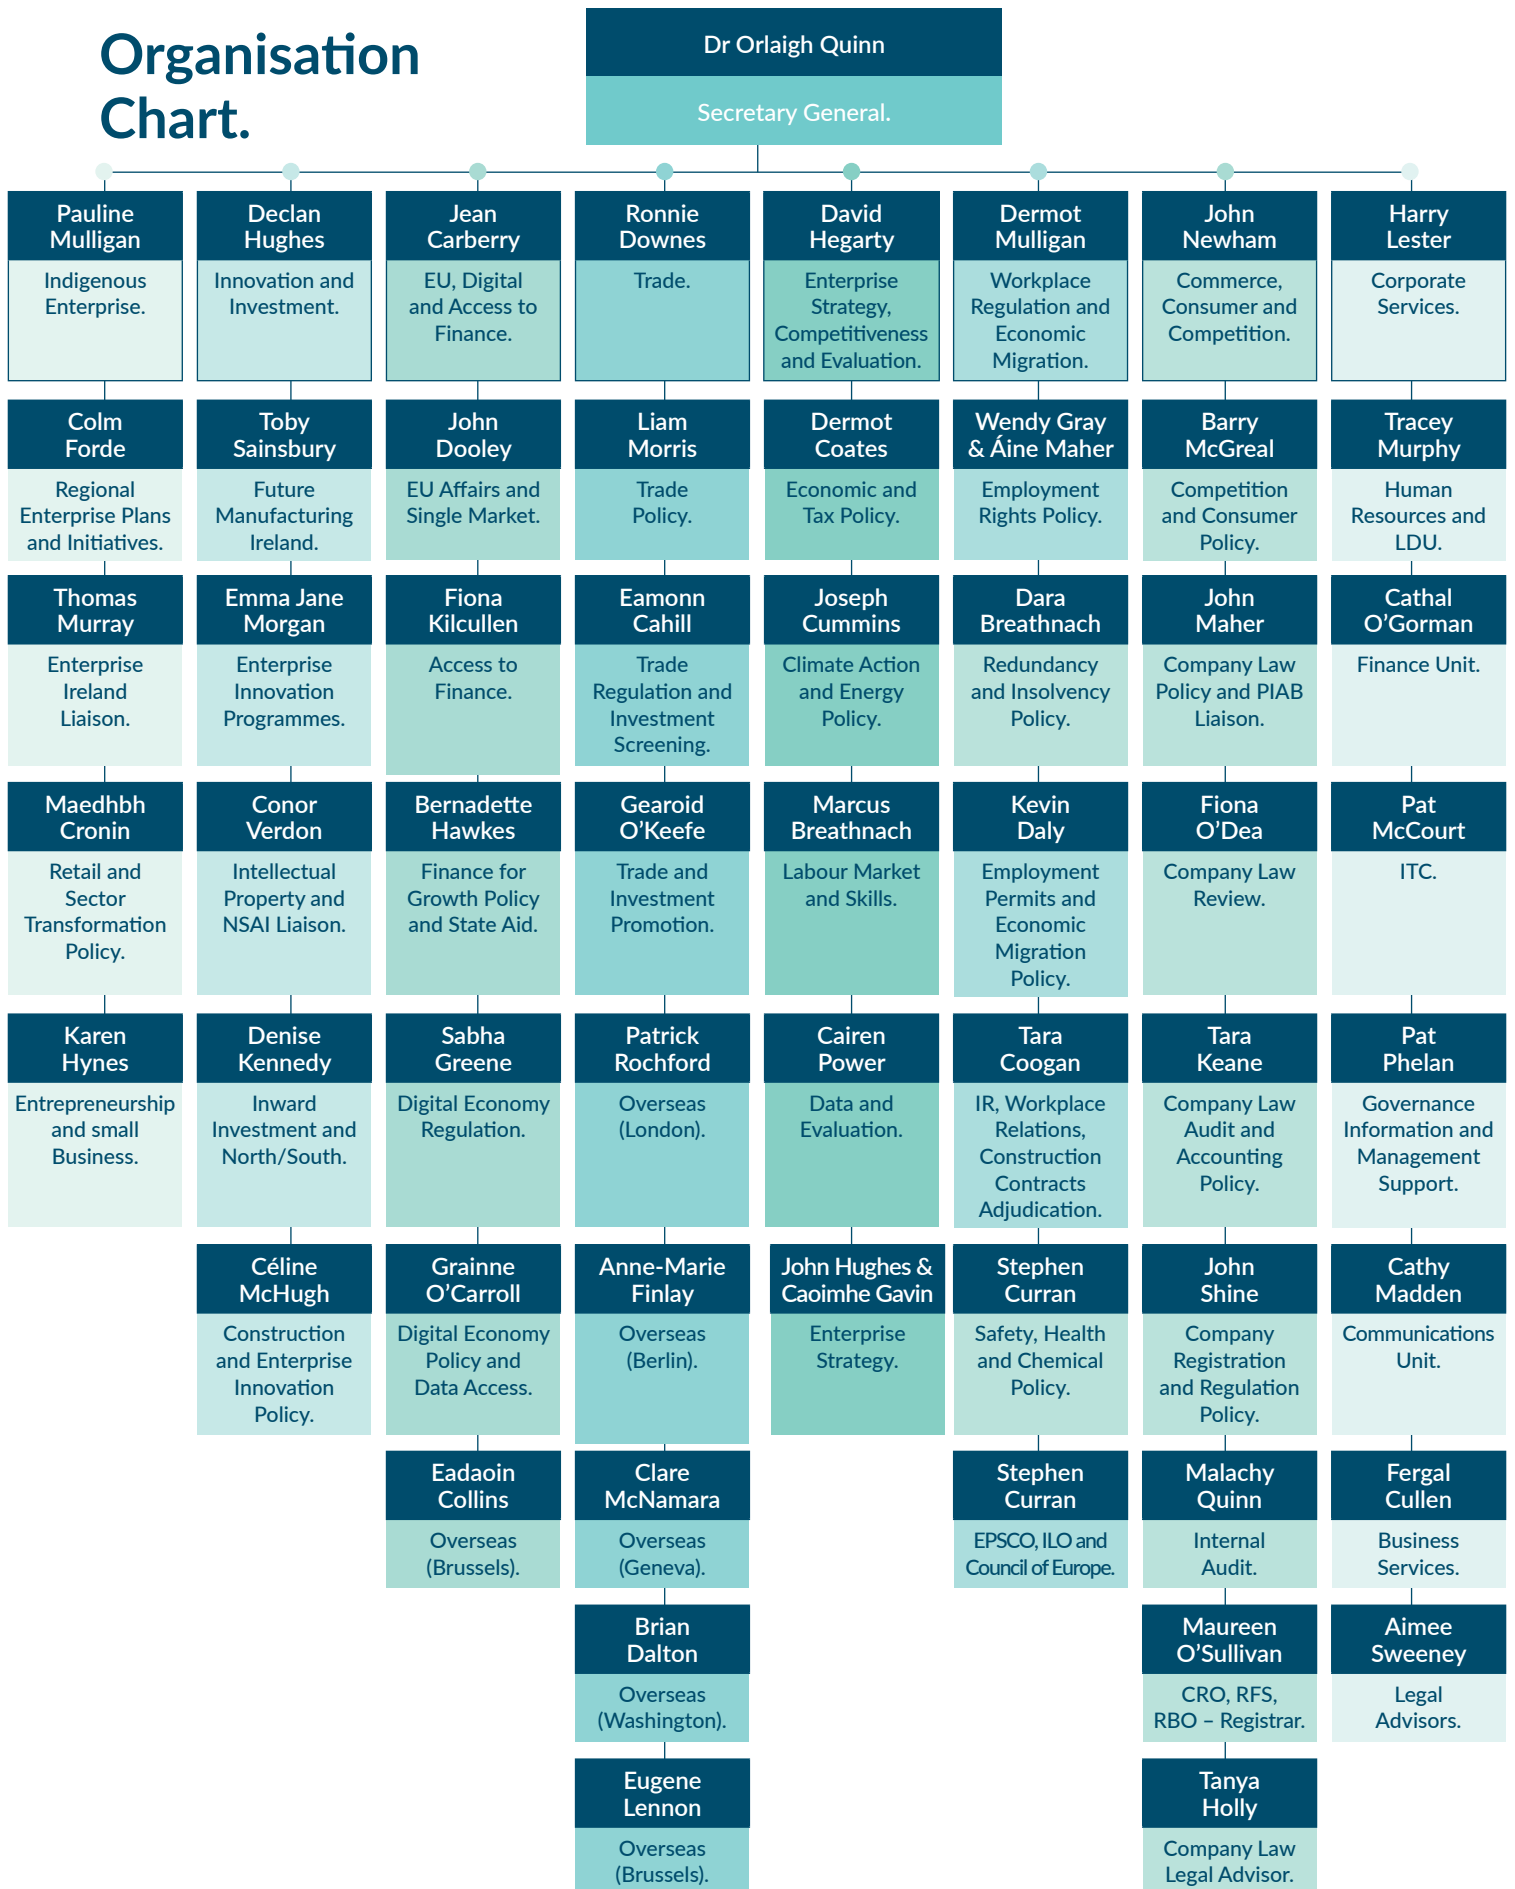 Organisation
Chart.
Dr Orlaigh Quinn
Secretary General.
Pauline
Mulligan
Indigenous
Enterprise.
Colm
Forde
Regional
Enterprise Plans
and Initiatives.
Thomas
Murray
Enterprise
Ireland
Liaison.
Maedhbh
Cronin
Retail and
Sector
Transformation
Policy.
Karen
Hynes
Entrepreneurship
and small
Business.
Declan
Hughes
Innovation and
Investment.
Toby
Sainsbury
Future
Manufacturing
Ireland.
Emma Jane
Morgan
Enterprise
Innovation
Programmes.
Conor
Verdon
Intellectual
Property and
NSAI Liaison.
Denise
Kennedy
Inward
Investment and
North/South.
Céline
McHugh
Construction
and Enterprise
Innovation
Policy.
Jean
Carberry
EU, Digital
and Access to
Finance.
John
Dooley
EU Affairs and
Single Market.
Fiona
Kilcullen
Access to
Finance.
Bernadette
Hawkes
Finance for
Growth Policy
and State Aid.
Sabha
Greene
Digital Economy
Regulation.
Grainne
O’Carroll
Digital Economy
Policy and
Data Access.
Eadaoin
Collins
Overseas
(Brussels).
Ronnie
Downes
Trade.
Liam
Morris
Trade
Policy.
Eamonn
Cahill
Trade
Regulation and
Investment
Screening.
Gearoid
O’Keefe
Trade and
Investment
Promotion.
Patrick
Rochford
Overseas
(London).
Anne-Marie
Finlay
Overseas
(Berlin).
Clare
McNamara
Overseas
(Geneva).
Brian
Dalton
Overseas
(Washington).
Eugene
Lennon
Overseas
(Brussels).
David
Hegarty
Enterprise
Strategy,
Competitiveness
and Evaluation.
Dermot
Coates
Economic and
Tax Policy.
Joseph
Cummins
Climate Action
and Energy
Policy.
Marcus
Breathnach
Labour Market
and Skills.
Cairen
Power
Data and
Evaluation.
John Hughes &
Caoimhe Gavin
Enterprise
Strategy.
Dermot
Mulligan
Workplace
Regulation and
Economic
Migration.
Wendy Gray
& Áine Maher
Employment
Rights Policy.
Dara
Breathnach
Redundancy
and Insolvency
Policy.
Kevin
Daly
Employment
Permits and
Economic
Migration
Policy.
Tara
Coogan
IR, Workplace
Relations,
Construction
Contracts
Adjudication.
Stephen
Curran
Safety, Health
and Chemical
Policy.
Stephen
Curran
EPSCO, ILO and
Council of Europe.
John
Newham
Commerce,
Consumer and
Competition.
Barry
McGreal
Competition
and Consumer
Policy.
John
Maher
Company Law
Policy and PIAB
Liaison.
Fiona
O’Dea
Company Law
Review.
Tara
Keane
Company Law
Audit and
Accounting
Policy.
John
Shine
Company
Registration
and Regulation
Policy.
Malachy
Quinn
Internal
Audit.
Maureen
O’Sullivan
CRO, RFS,
RBO – Registrar.
Tanya
Holly
Company Law
Legal Advisor.
Harry
Lester
Corporate
Services.
Tracey
Murphy
Human
Resources and
LDU.
Cathal
O’Gorman
Finance Unit.
Pat
McCourt
ITC.
Pat
Phelan
Governance
Information and
Management
Support.
Cathy
Madden
Communications
Unit.
Fergal
Cullen
Business
Services.
Aimee
Sweeney
Legal
Advisors.